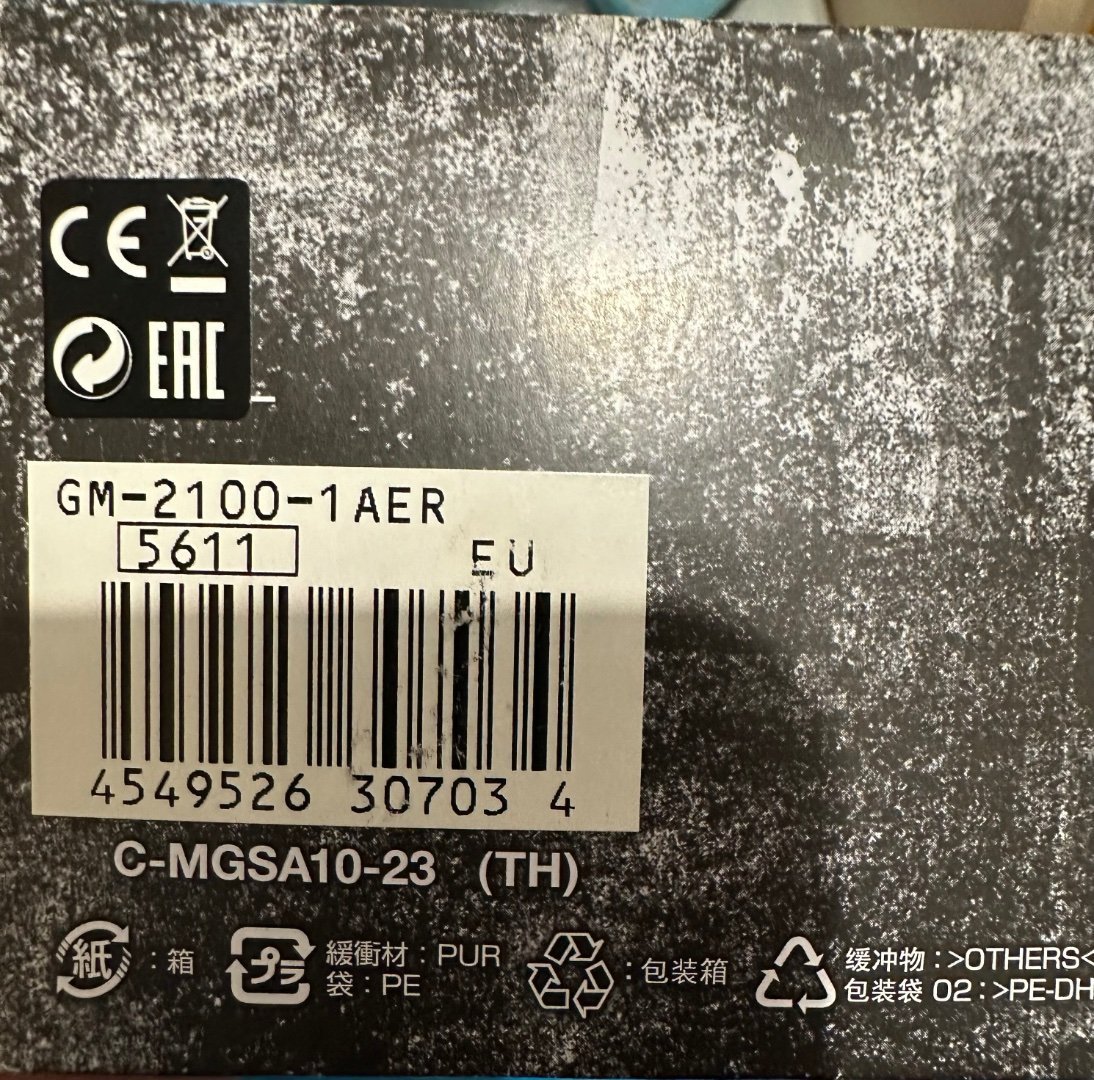 CE
EAC
GM-2100-1AER
5611
EU
4549526 30703 4
C-MGSA10-23 (TH)
紙 : 箱
プラ 緩衝材 : PUR
袋 : PE
: 包装箱
缓冲物 : >OTHERS<
包装袋 02 : >PE-DH